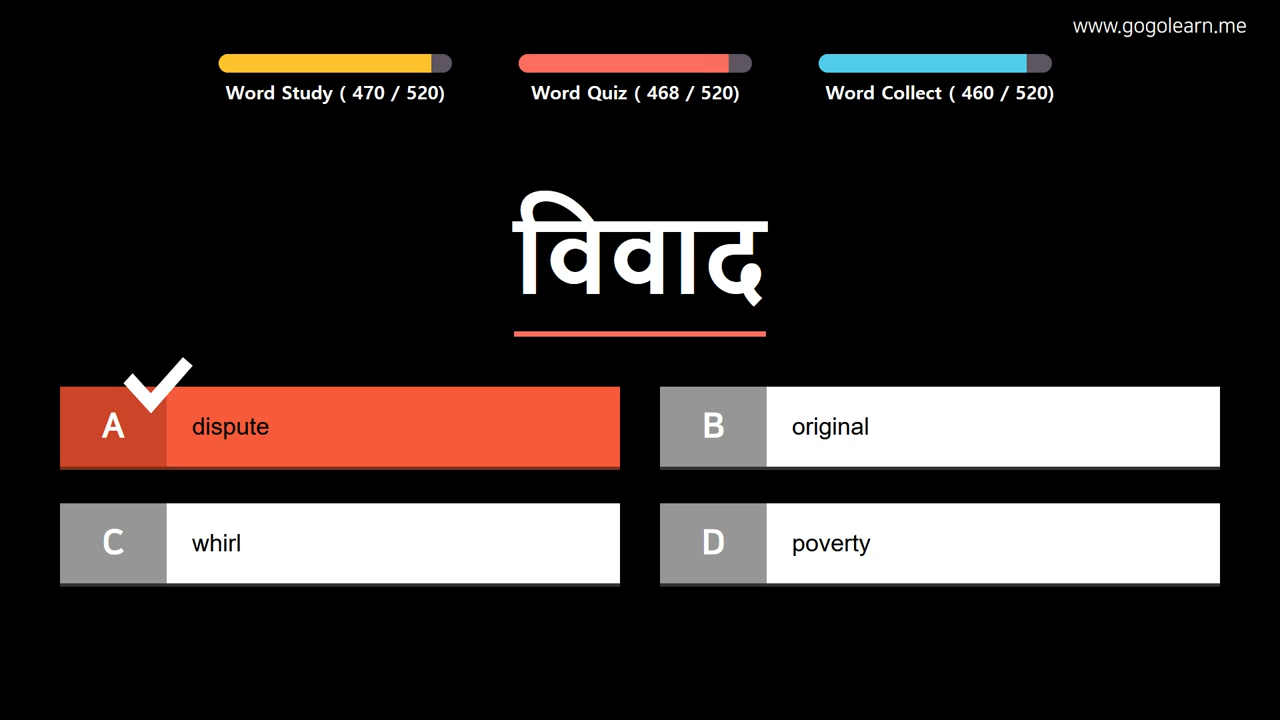 www.gogolearn.me
Word Study ( 470 / 520)
Word Quiz ( 468 / 520)
Word Collect ( 460 / 520)
विवाद
A dispute
B original
C whirl
D poverty